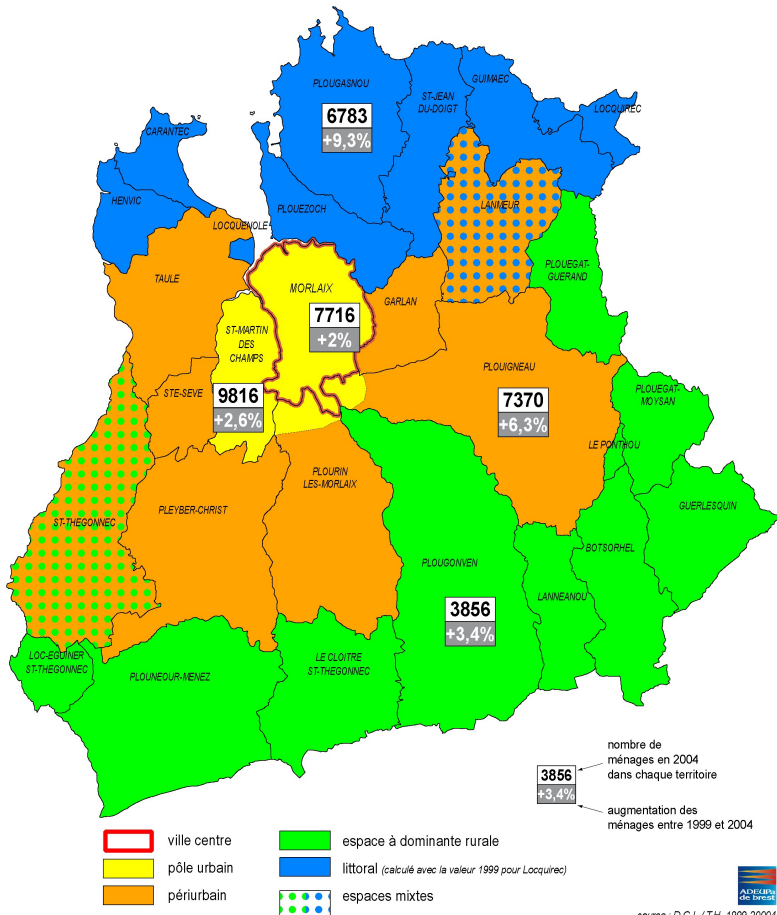 PLOUGASNOU
6783
+9,3%
ST-JEAN
DU-DOIGT
GUIMAEC
LOCQUIREC
CARANTEC
HENVIC
LOCQUENOLE
PLOUEZOCH
LANMEUR
TAULE
MORLAIX
7716
+2%
GARLAN
PLOUEGAT-
GUERAND
ST-MARTIN
DES
CHAMPS
STE-SEVE
9816
+2,6%
PLOUIGNEAU
7370
+6,3%
PLOUEGAT-
MOYSAN
LE PONTHOU
GUERLESQUIN
PLOURIN
LES-MORLAIX
PLEYBER-CHRIST
ST-THEGONNEC
PLOUGONVEN
3856
+3,4%
BOTSORHEL
LANNEANOU
LOC-EGUINER
ST-THEGONNEC
PLOUNEOUR-MENEZ
LE CLOITRE
ST-THEGONNEC
nombre de
ménages en 2004
dans chaque territoire
3856
+3,4%
augmentation des
ménages entre 1999 et 2004
ville centre
pôle urbain
périurbain
espace à dominante rurale
littoral (calculé avec la valeur 1999 pour Locquirec)
espaces mixtes
ADEUPa
de brest
source : D.G.I. / T.H. 1999-20004